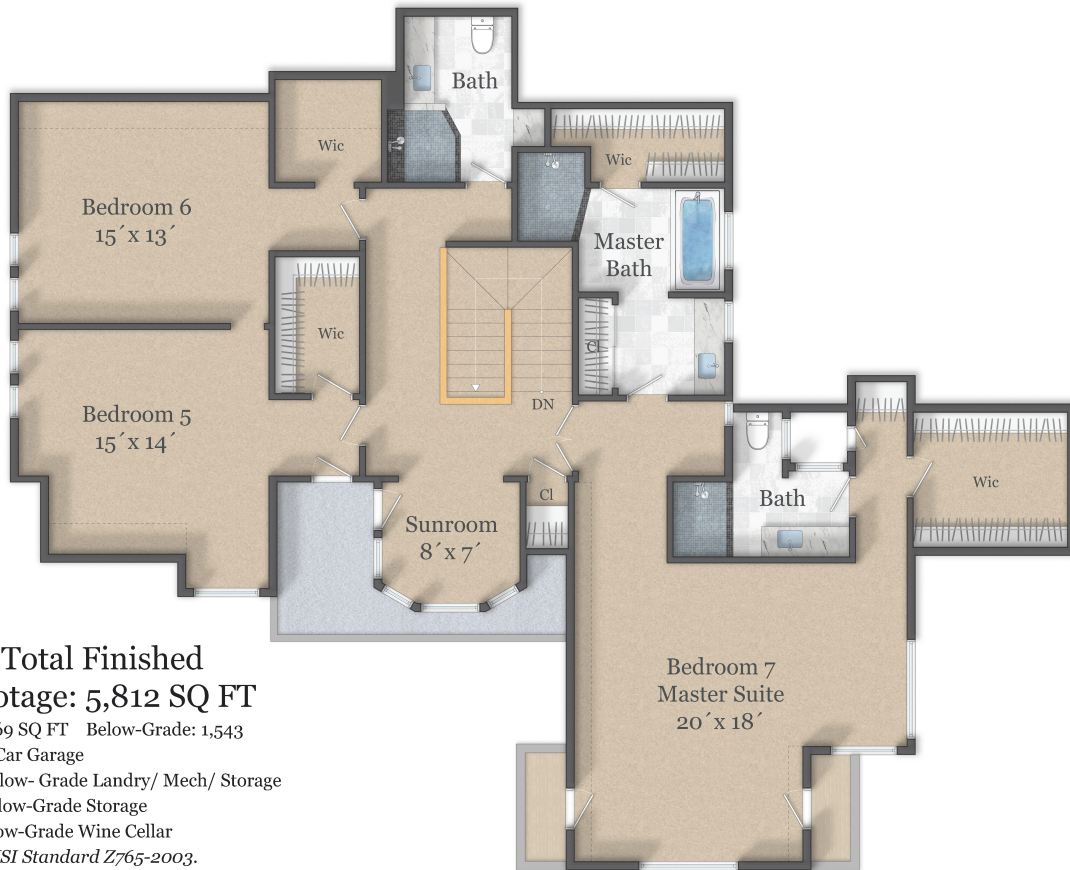 Bath
Wic
Wic
Bedroom 6
15´x 13´
Master
Bath
Wic
Cl
Bedroom 5
15´x 14´
DN
Cl
Sunroom
8´x 7´
Bath
Wic
Total Finished
otage: 5,812 SQ FT
69 SQ FT Below-Grade: 1,543
Car Garage
low- Grade Landry/ Mech/ Storage
low-Grade Storage
ow-Grade Wine Cellar
SI Standard Z765-2003.
Bedroom 7
Master Suite
20´x 18´